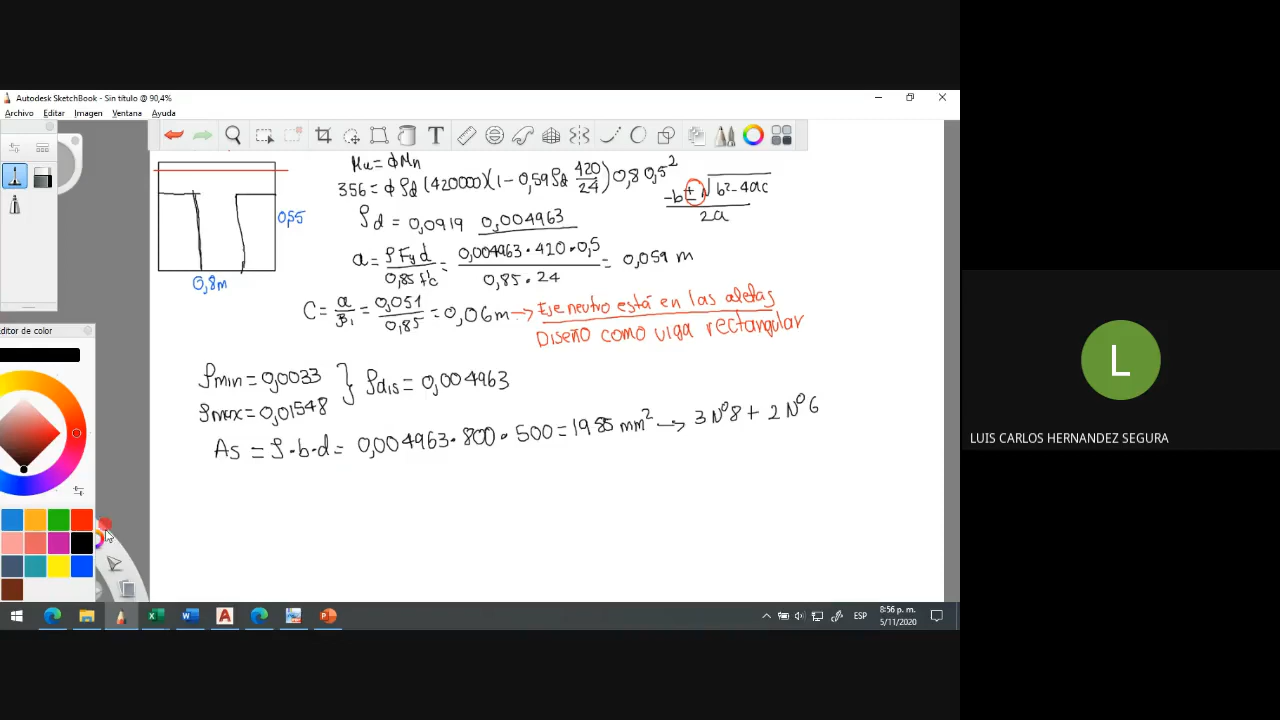 Autodesk SketchBook - Sin título @ 90,4%
Archivo Editar Imagen Ventana Ayuda
Mu = ϕMn
356 = ϕ ρd (420000)(1 - 0,59ρd 420/24) 0,8 0,5²
-b ± √b² - 4ac / 2a
ρd = 0,0919 0,004963
0,55
a = ρFyd / 0,85 f'c = 0,004963 · 420 · 0,5 / 0,85 · 24 = 0,051 m
0,8m
C = a/β1 = 0,051/0,85 = 0,06 m → Eje neutro está en las aletas
Diseño como viga rectangular
ρmin = 0,0033 } ρdis = 0,004963
ρmax = 0,01548
As = ρ·b·d = 0,004963 · 800 · 500 = 1985 mm² → 3 Nº8 + 2 Nº6
Editor de color
L
LUIS CARLOS HERNANDEZ SEGURA
ESP
8:56 p. m.
5/11/2020